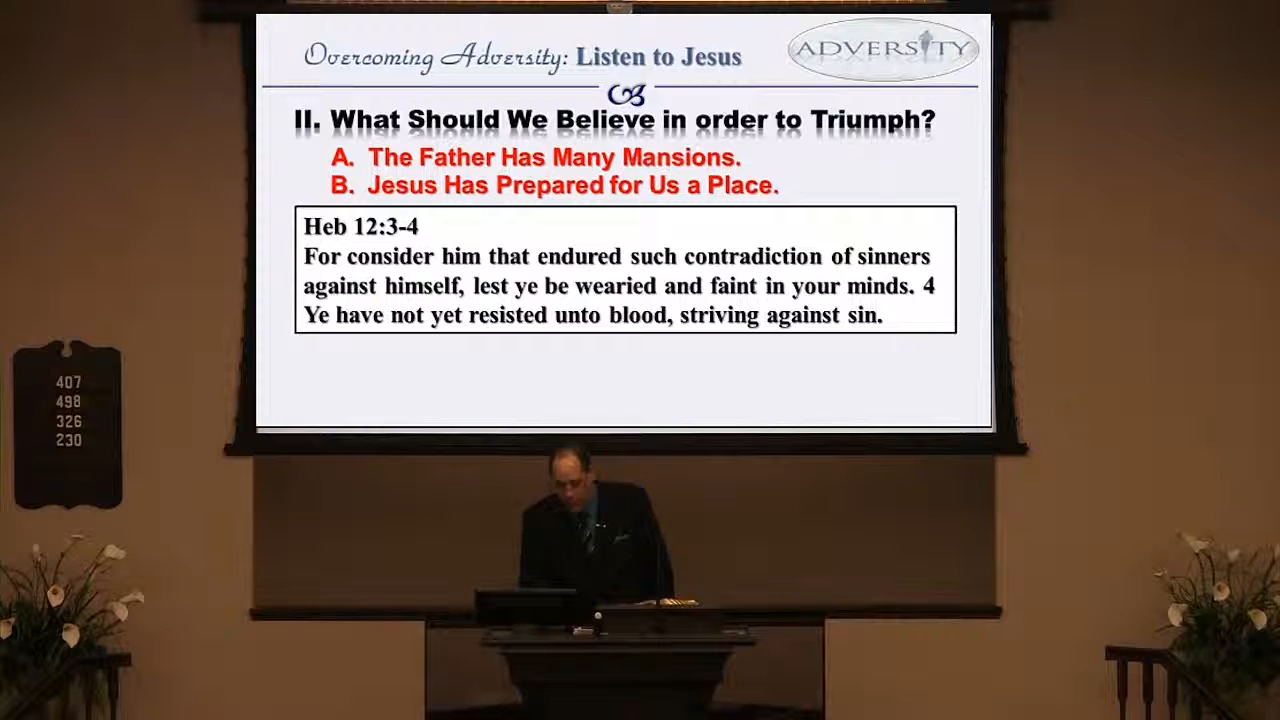 Overcoming Adversity: Listen to Jesus
ADVERSITY
II. What Should We Believe in order to Triumph?
A. The Father Has Many Mansions.
B. Jesus Has Prepared for Us a Place.
Heb 12:3-4
For consider him that endured such contradiction of sinners
against himself, lest ye be wearied and faint in your minds. 4
Ye have not yet resisted unto blood, striving against sin.
407
498
326
230